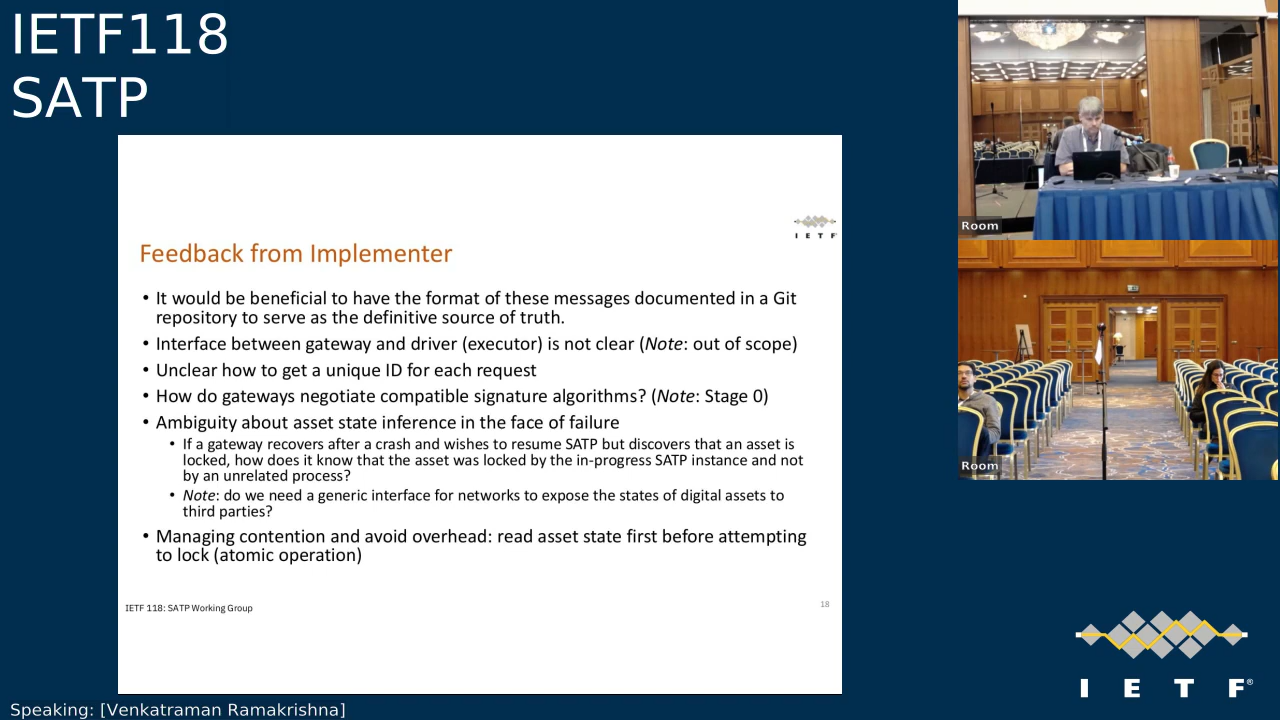 IETF118
SATP
I E T F
Feedback from Implementer
• It would be beneficial to have the format of these messages documented in a Git
repository to serve as the definitive source of truth.
• Interface between gateway and driver (executor) is not clear (Note: out of scope)
• Unclear how to get a unique ID for each request
• How do gateways negotiate compatible signature algorithms? (Note: Stage 0)
• Ambiguity about asset state inference in the face of failure
• If a gateway recovers after a crash and wishes to resume SATP but discovers that an asset is
locked, how does it know that the asset was locked by the in-progress SATP instance and not
by an unrelated process?
• Note: do we need a generic interface for networks to expose the states of digital assets to
third parties?
• Managing contention and avoid overhead: read asset state first before attempting
to lock (atomic operation)
IETF 118: SATP Working Group
18
Room
Room
I E T F®
Speaking: [Venkatraman Ramakrishna]